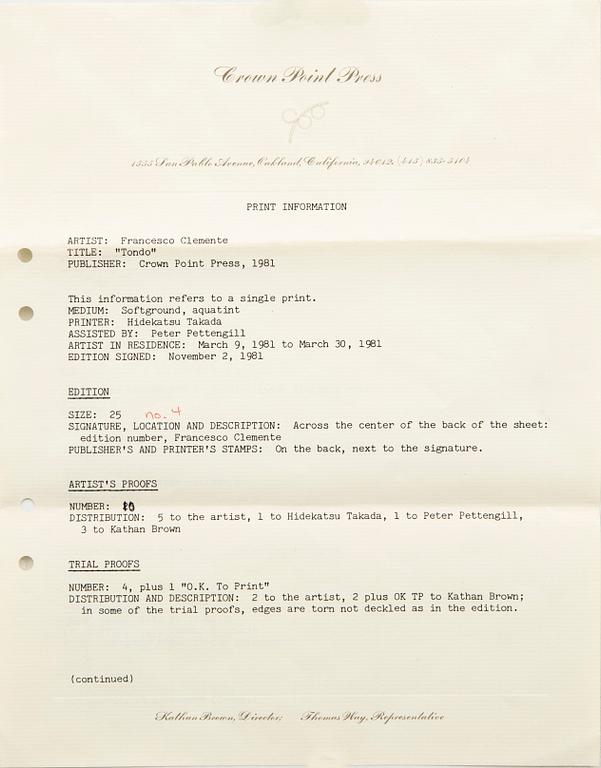 Crown Point Press
1555 San Pablo Avenue, Oakland, California, 94612, (415) 835-5104
PRINT INFORMATION
ARTIST: Francesco Clemente
TITLE: "Tondo"
PUBLISHER: Crown Point Press, 1981
This information refers to a single print.
MEDIUM: Softground, aquatint
PRINTER: Hidekatsu Takada
ASSISTED BY: Peter Pettengill
ARTIST IN RESIDENCE: March 9, 1981 to March 30, 1981
EDITION SIGNED: November 2, 1981
EDITION
SIZE: 25 no. 4
SIGNATURE, LOCATION AND DESCRIPTION: Across the center of the back of the sheet:
edition number, Francesco Clemente
PUBLISHER'S AND PRINTER'S STAMPS: On the back, next to the signature.
ARTIST'S PROOFS
NUMBER: 10
DISTRIBUTION: 5 to the artist, 1 to Hidekatsu Takada, 1 to Peter Pettengill,
3 to Kathan Brown
TRIAL PROOFS
NUMBER: 4, plus 1 "O.K. To Print"
DISTRIBUTION AND DESCRIPTION: 2 to the artist, 2 plus OK TP to Kathan Brown;
in some of the trial proofs, edges are torn not deckled as in the edition.
(continued)
Kathan Brown, Director; Thomas Way, Representative